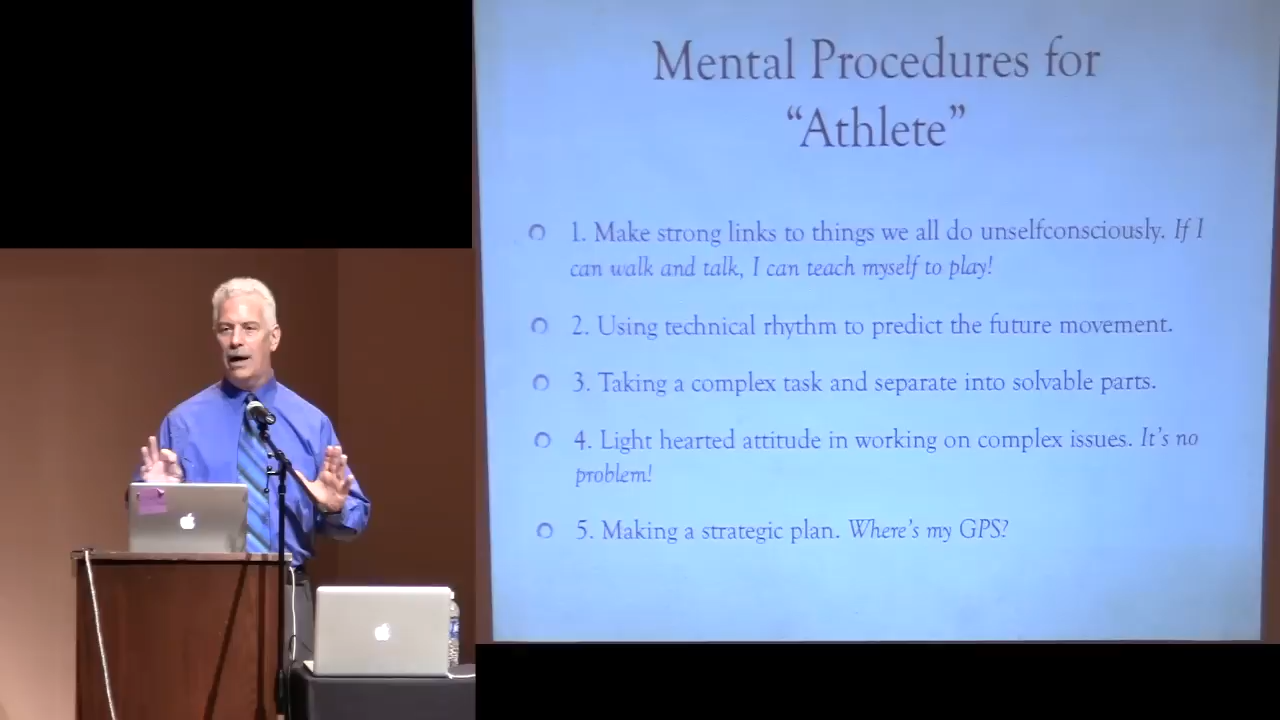 Mental Procedures for
“Athlete”
1. Make strong links to things we all do unselfconsciously. If I
can walk and talk, I can teach myself to play!
2. Using technical rhythm to predict the future movement.
3. Taking a complex task and separate into solvable parts.
4. Light hearted attitude in working on complex issues. It’s no
problem!
5. Making a strategic plan. Where’s my GPS?